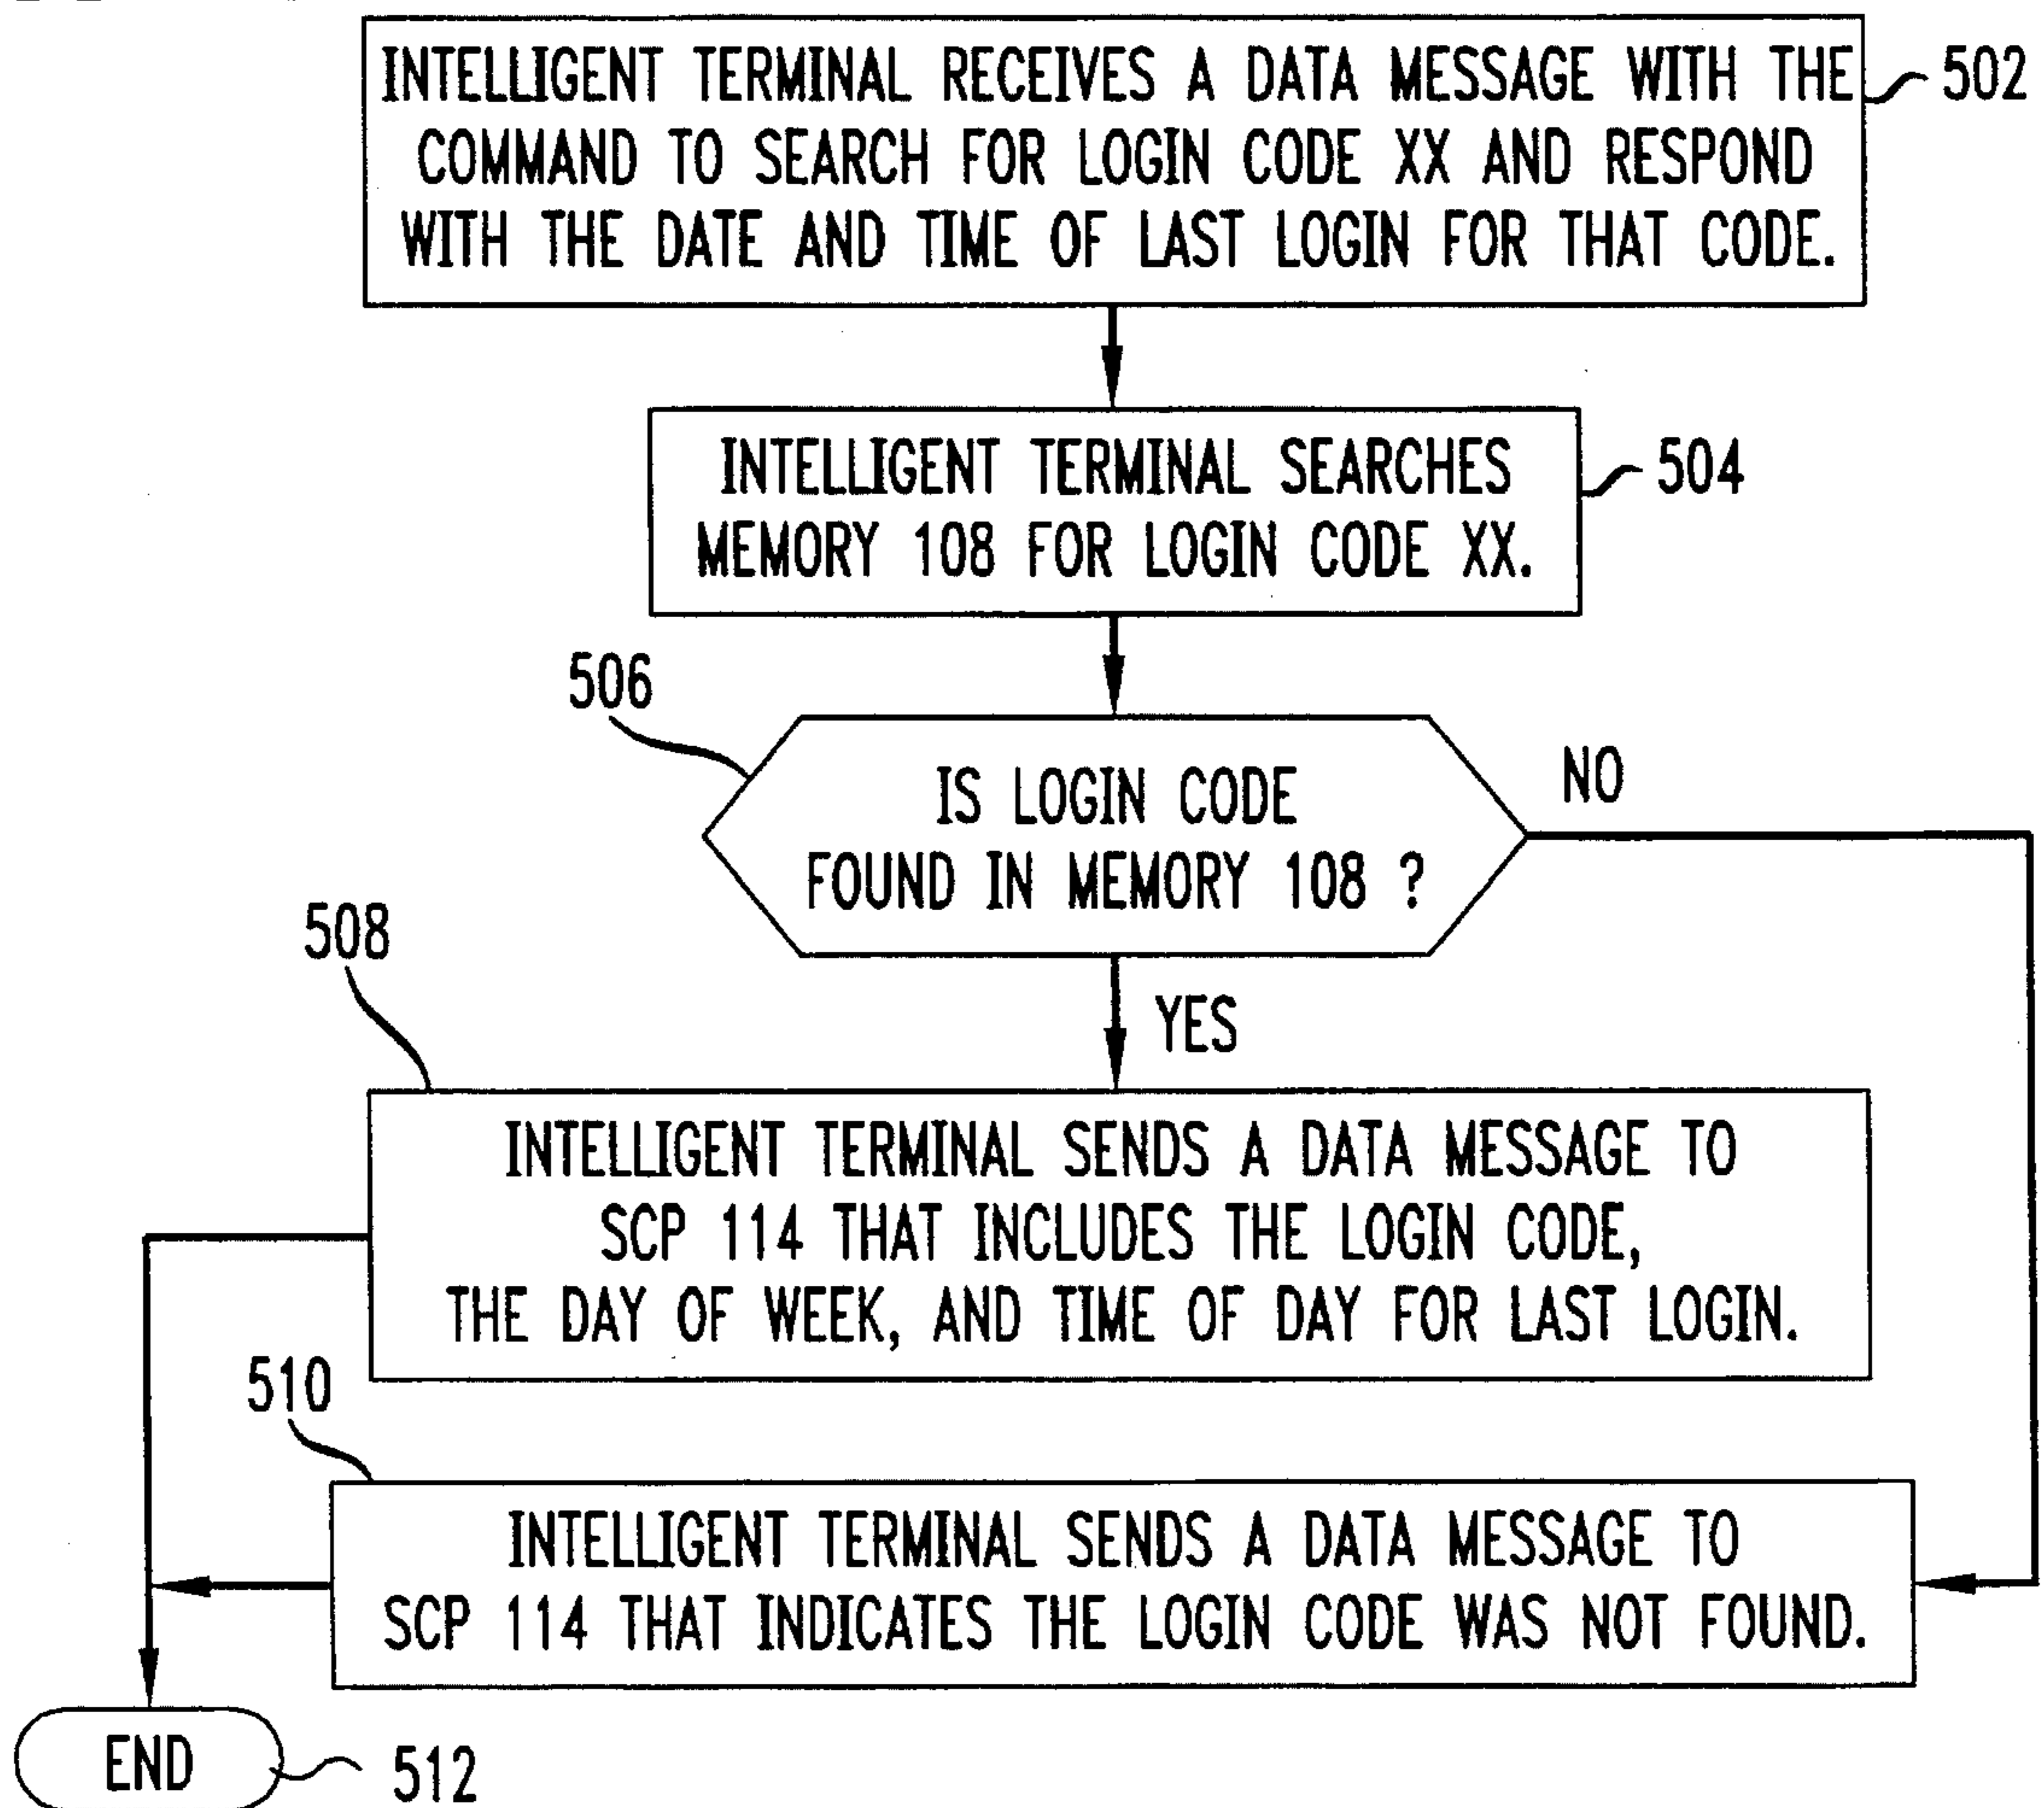 INTELLIGENT TERMINAL RECEIVES A DATA MESSAGE WITH THE
COMMAND TO SEARCH FOR LOGIN CODE XX AND RESPOND
WITH THE DATE AND TIME OF LAST LOGIN FOR THAT CODE.
502
INTELLIGENT TERMINAL SEARCHES
MEMORY 108 FOR LOGIN CODE XX.
504
506
IS LOGIN CODE
FOUND IN MEMORY 108 ?
NO
YES
508
INTELLIGENT TERMINAL SENDS A DATA MESSAGE TO
SCP 114 THAT INCLUDES THE LOGIN CODE,
THE DAY OF WEEK, AND TIME OF DAY FOR LAST LOGIN.
510
INTELLIGENT TERMINAL SENDS A DATA MESSAGE TO
SCP 114 THAT INDICATES THE LOGIN CODE WAS NOT FOUND.
END
512